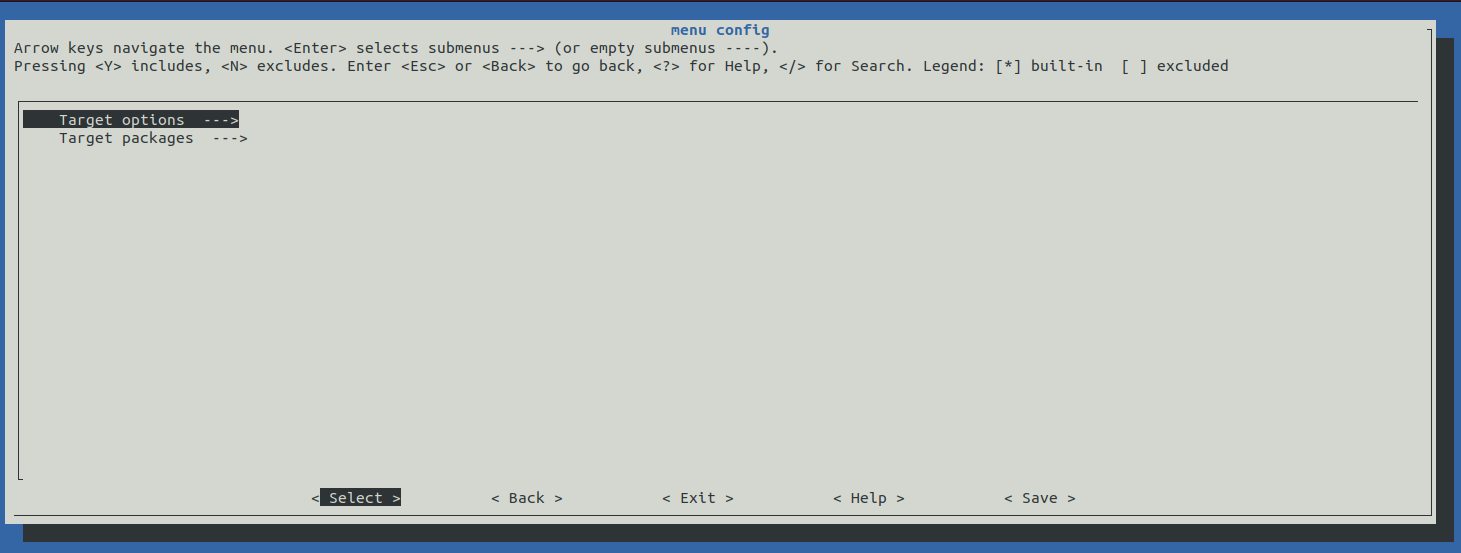 menu config
Arrow keys navigate the menu. <Enter> selects submenus ---> (or empty submenus ----).
Pressing <Y> includes, <N> excludes. Enter <Esc> or <Back> to go back, <?> for Help, </> for Search. Legend: [*] built-in  [ ] excluded
Target options  --->
Target packages  --->
< Select >    < Back >    < Exit >    < Help >    < Save >